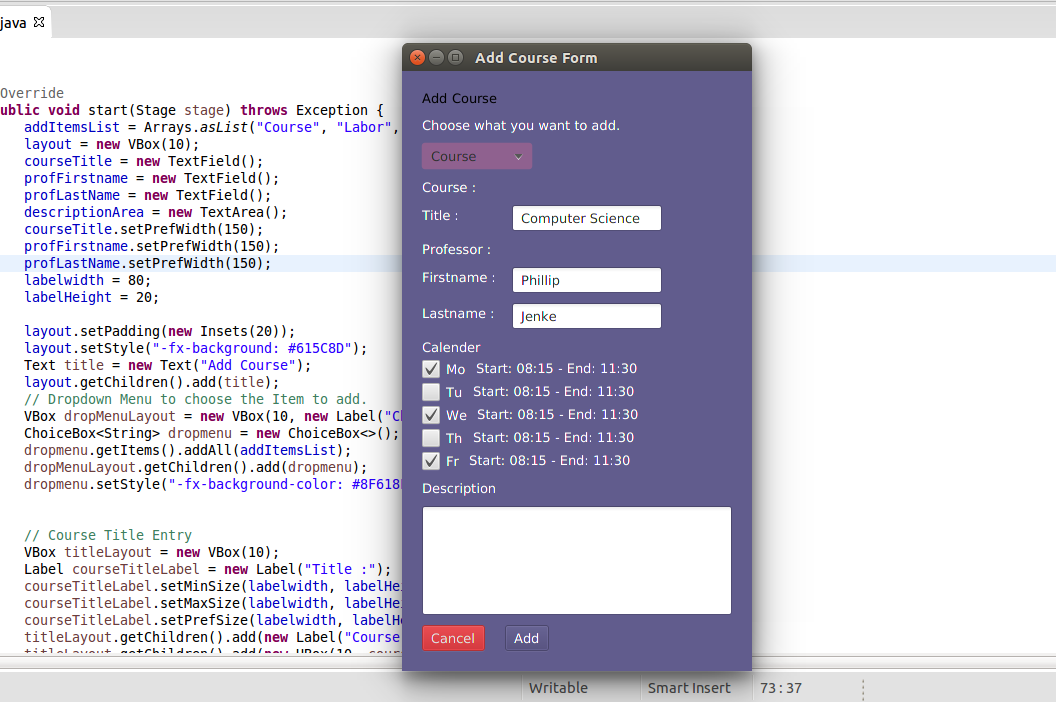 java
Override
ublic void start(Stage stage) throws Exception {
addItemsList = Arrays.asList("Course", "Labor",
layout = new VBox(10);
courseTitle = new TextField();
profFirstname = new TextField();
profLastName = new TextField();
descriptionArea = new TextArea();
courseTitle.setPrefWidth(150);
profFirstname.setPrefWidth(150);
profLastName.setPrefWidth(150);
labelwidth = 80;
labelHeight = 20;
layout.setPadding(new Insets(20));
layout.setStyle("-fx-background: #615C8D");
Text title = new Text("Add Course");
layout.getChildren().add(title);
// Dropdown Menu to choose the Item to add.
VBox dropMenuLayout = new VBox(10, new Label("Ch
ChoiceBox<String> dropmenu = new ChoiceBox<>();
dropmenu.getItems().addAll(addItemsList);
dropMenuLayout.getChildren().add(dropmenu);
dropmenu.setStyle("-fx-background-color: #8F618
// Course Title Entry
VBox titleLayout = new VBox(10);
Label courseTitleLabel = new Label("Title :");
courseTitleLabel.setMinSize(labelwidth, labelHe
courseTitleLabel.setMaxSize(labelwidth, labelHe
courseTitleLabel.setPrefSize(labelwidth, labelH
titleLayout.getChildren().add(new Label("Course
titleLayout.getChildren().add(new HBox(10, cour
Add Course Form
Add Course
Choose what you want to add.
Course
Course :
Title : Computer Science
Professor :
Firstname : Phillip
Lastname : Jenke
Calender
Mo Start: 08:15 - End: 11:30
Tu Start: 08:15 - End: 11:30
We Start: 08:15 - End: 11:30
Th Start: 08:15 - End: 11:30
Fr Start: 08:15 - End: 11:30
Description
Cancel Add
Writable Smart Insert 73 : 37